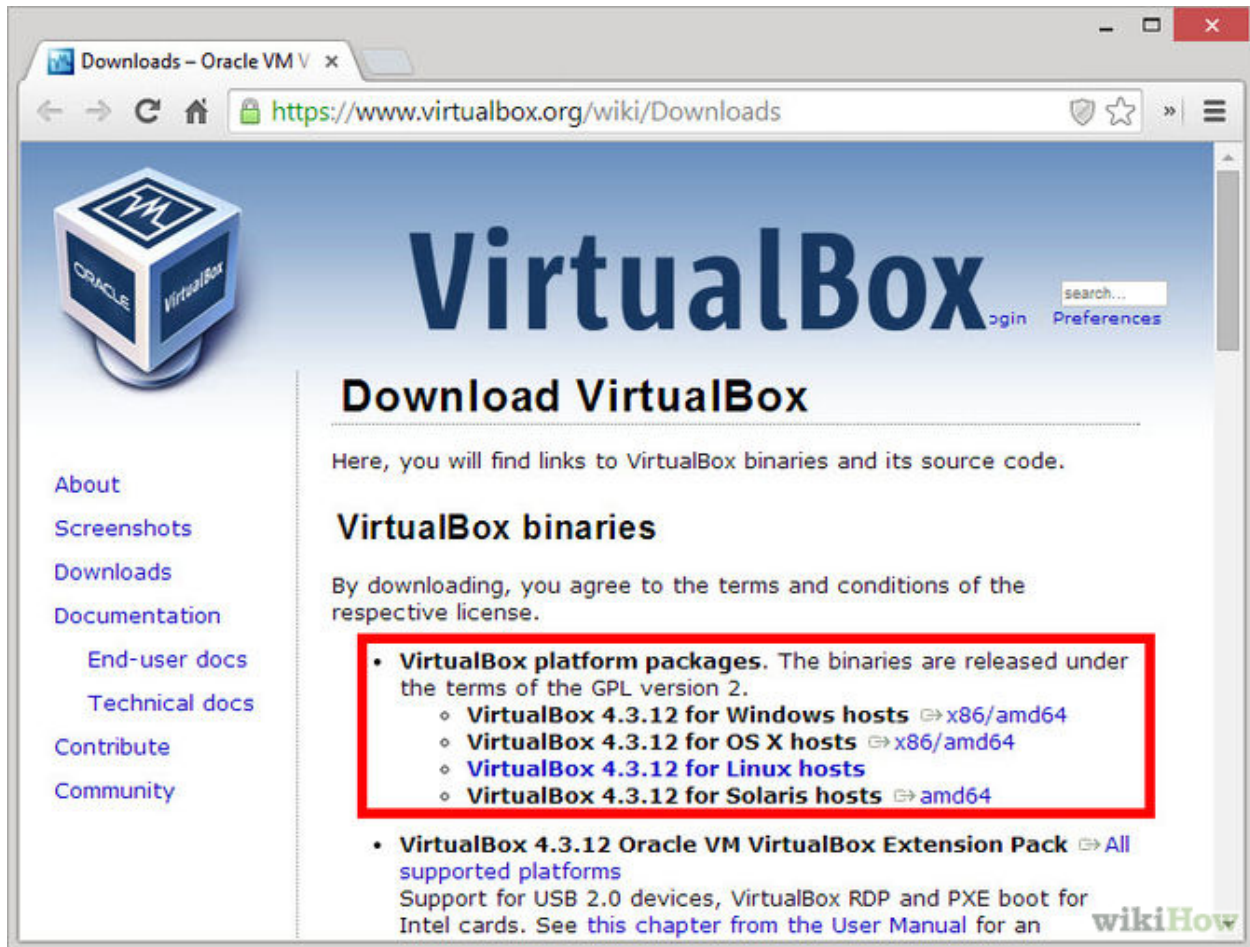 Downloads – Oracle VM V
https://www.virtualbox.org/wiki/Downloads
ORACLE
VirtualBox
VirtualBox
search...
ogin Preferences
Download VirtualBox
Here, you will find links to VirtualBox binaries and its source code.
About
Screenshots
Downloads
Documentation
End-user docs
Technical docs
Contribute
Community
VirtualBox binaries
By downloading, you agree to the terms and conditions of the
respective license.
• VirtualBox platform packages. The binaries are released under
the terms of the GPL version 2.
VirtualBox 4.3.12 for Windows hosts x86/amd64
VirtualBox 4.3.12 for OS X hosts x86/amd64
VirtualBox 4.3.12 for Linux hosts
VirtualBox 4.3.12 for Solaris hosts amd64
• VirtualBox 4.3.12 Oracle VM VirtualBox Extension Pack All
supported platforms
Support for USB 2.0 devices, VirtualBox RDP and PXE boot for
Intel cards. See this chapter from the User Manual for an
wikiHow